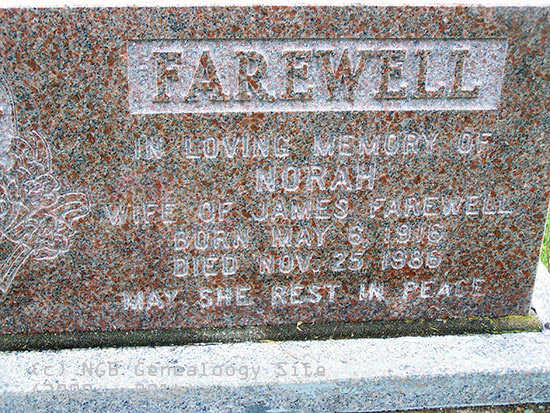 FAREWELL
IN LOVING MEMORY OF
NORAH
WIFE OF JAMES FAREWELL
BORN MAY 6, 1916
DIED NOV. 25, 1986
MAY SHE REST IN PEACE
(c) NGB Genealogy Site